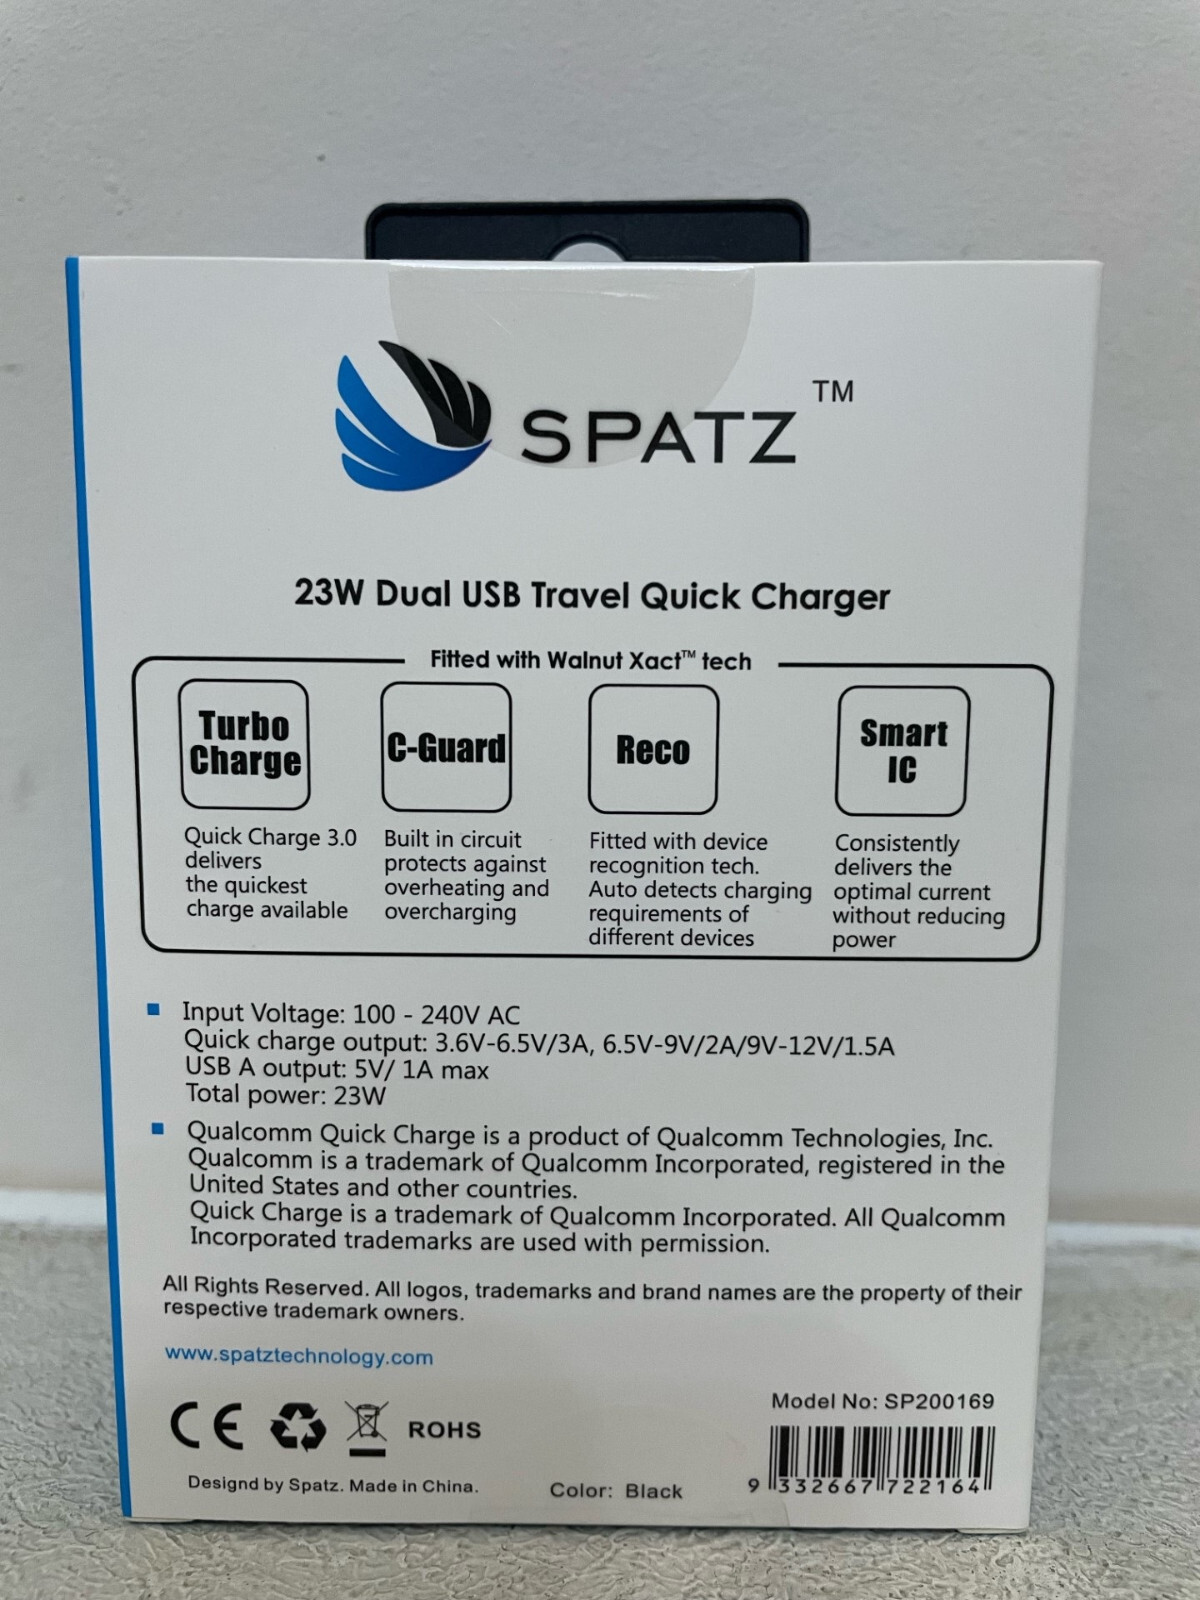 SPATZ TM
23W Dual USB Travel Quick Charger
Fitted with Walnut Xact™ tech
Turbo
Charge
Quick Charge 3.0
delivers
the quickest
charge available
C-Guard
Built in circuit
protects against
overheating and
overcharging
Reco
Fitted with device
recognition tech.
Auto detects charging
requirements of
different devices
Smart
IC
Consistently
delivers the
optimal current
without reducing
power
Input Voltage: 100 - 240V AC
Quick charge output: 3.6V-6.5V/3A, 6.5V-9V/2A/9V-12V/1.5A
USB A output: 5V/ 1A max
Total power: 23W
Qualcomm Quick Charge is a product of Qualcomm Technologies, Inc.
Qualcomm is a trademark of Qualcomm Incorporated, registered in the
United States and other countries.
Quick Charge is a trademark of Qualcomm Incorporated. All Qualcomm
Incorporated trademarks are used with permission.
All Rights Reserved. All logos, trademarks and brand names are the property of their
respective trademark owners.
www.spatztechnology.com
CE ROHS
Designd by Spatz. Made in China.
Color: Black
Model No: SP200169
9 332667 722164